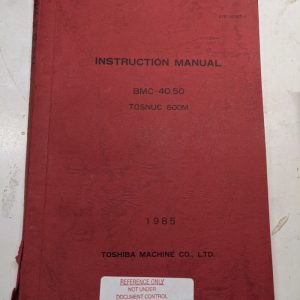 INSTRUCTION MANUAL
BMC-40.50
TOSNUC-600M
1985
TOSHIBA MACHINE CO., LTD.
REFERENCE ONLY
NOT UNDER
DOCUMENT CONTROL